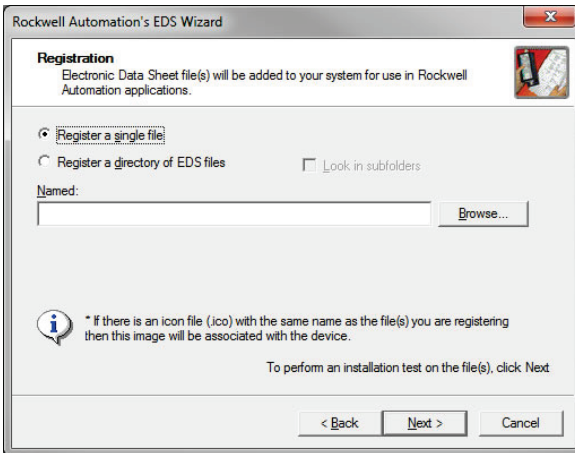 Rockwell Automation's EDS Wizard
Registration
Electronic Data Sheet file(s) will be added to your system for use in Rockwell
Automation applications.
Register a single file
Register a directory of EDS files
Look in subfolders
Named:
Browse...
* If there is an icon file (.ico) with the same name as the file(s) you are registering
then this image will be associated with the device.
To perform an installation test on the file(s), click Next
< Back
Next >
Cancel